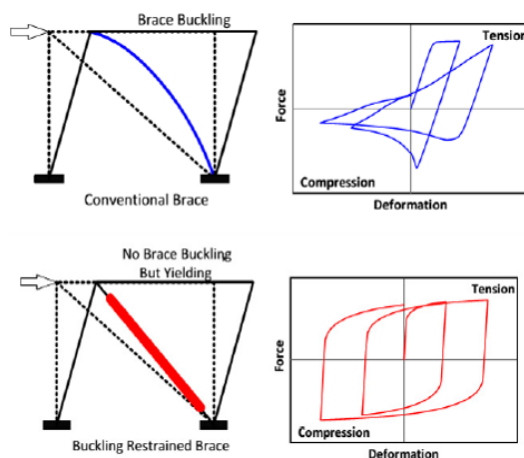 Brace Buckling
Conventional Brace
Force
Tension
Compression
Deformation
No Brace Buckling
But Yielding
Buckling Restrained Brace
Force
Tension
Compression
Deformation